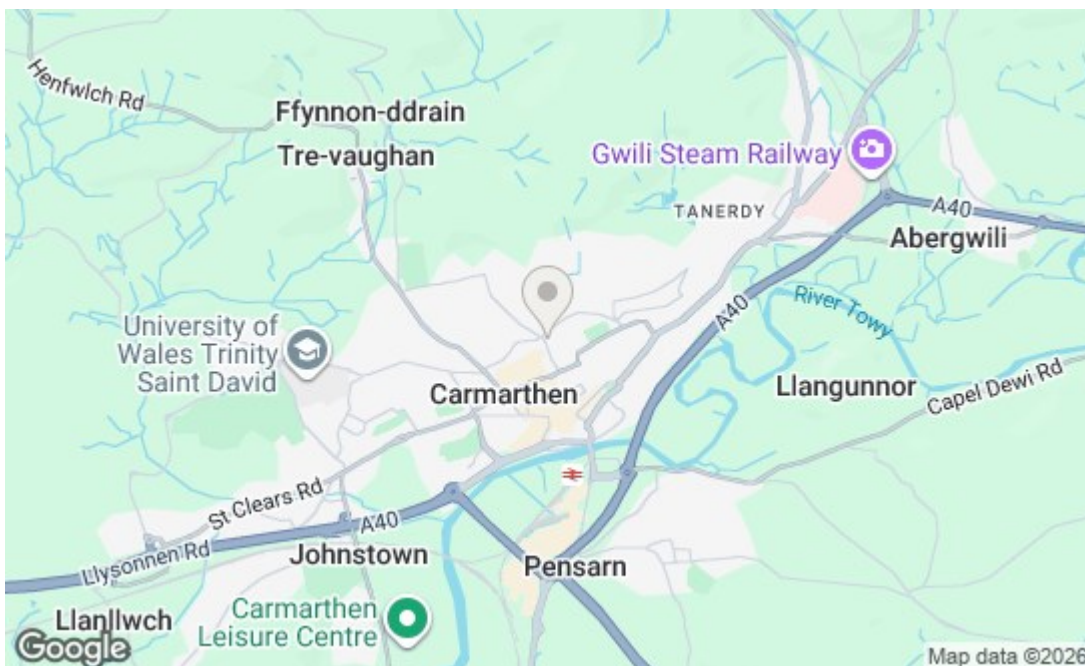 Henfwlch Rd
Ffynnon-ddrain
Tre-vaughan
Gwili Steam Railway
TANERDY
A40
Abergwili
River Towy
A40
University of
Wales Trinity
Saint David
Carmarthen
Llangunnor
Capel Dewi Rd
St Clears Rd
A40
Llysonnen Rd
Johnstown
Pensarn
Llanllwch
Carmarthen
Leisure Centre
Google
Map data ©2026